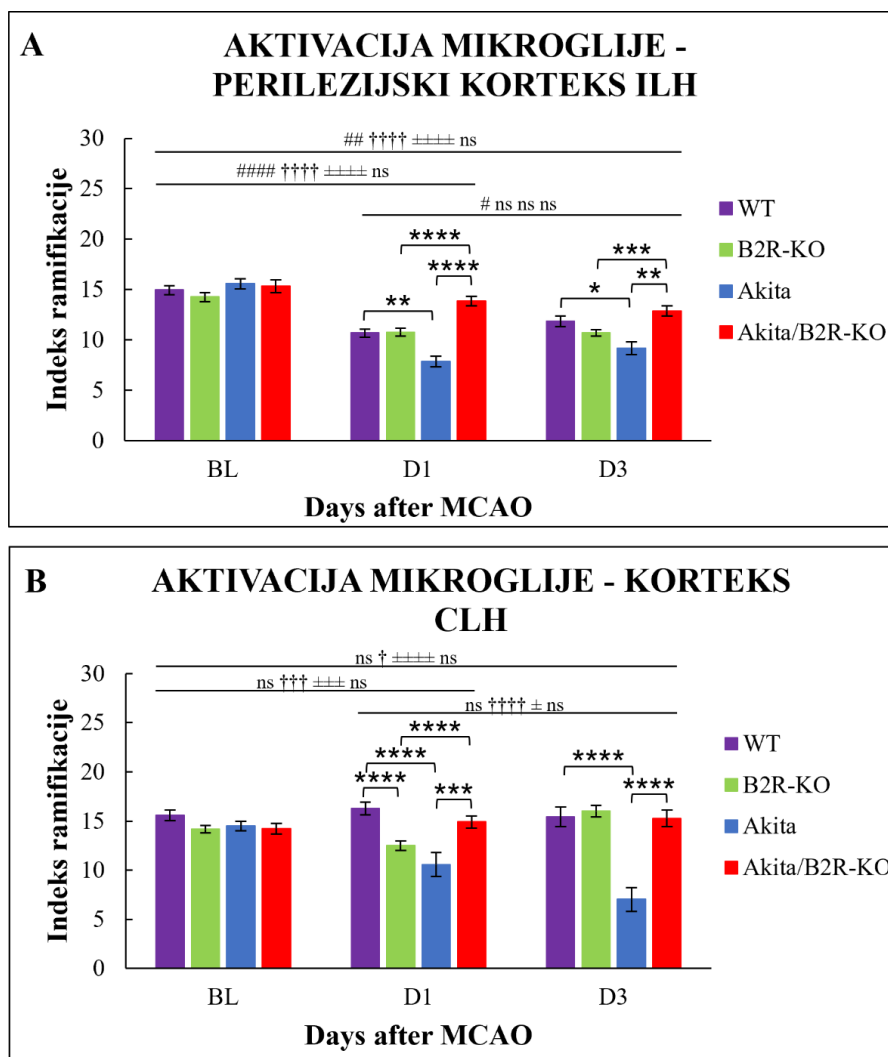 A
AKTIVACIJA MIKROGLIJE -
PERILEZIJSKI KORTEKS ILH
Indeks ramifikacije
30
25
20
15
10
5
0
## †††† ±±±± ns
#### †††† ±±±± ns
# ns ns ns
****
****
**
***
**
*
BL
D1
D3
Days after MCAO
WT
B2R-KO
Akita
Akita/B2R-KO
B
AKTIVACIJA MIKROGLIJE - KORTEKS
CLH
Indeks ramifikacije
30
25
20
15
10
5
0
ns † ±±±± ns
ns ††† ±±± ns
ns †††† ± ns
****
****
****
***
****
****
BL
D1
D3
Days after MCAO
WT
B2R-KO
Akita
Akita/B2R-KO